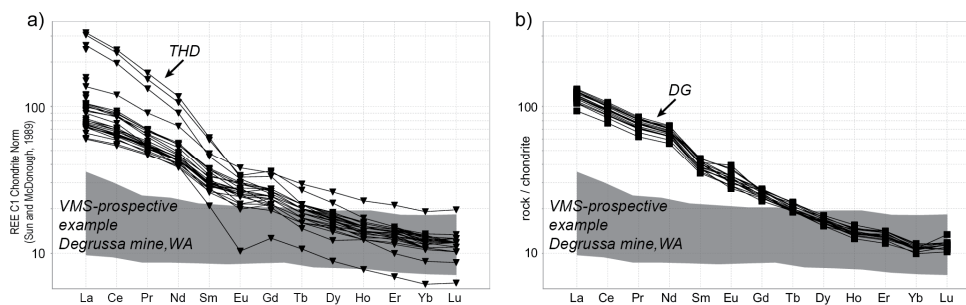 a)
THD
100
10
REE C1 Chondrite Norm
(Sun and McDonough, 1989)
VMS-prospective
example
Degrussa mine,WA
La Ce Pr Nd Sm Eu Gd Tb Dy Ho Er Yb Lu
b)
DG
100
10
rock / chondrite
VMS-prospective
example
Degrussa mine,WA
La Ce Pr Nd Sm Eu Gd Tb Dy Ho Er Yb Lu